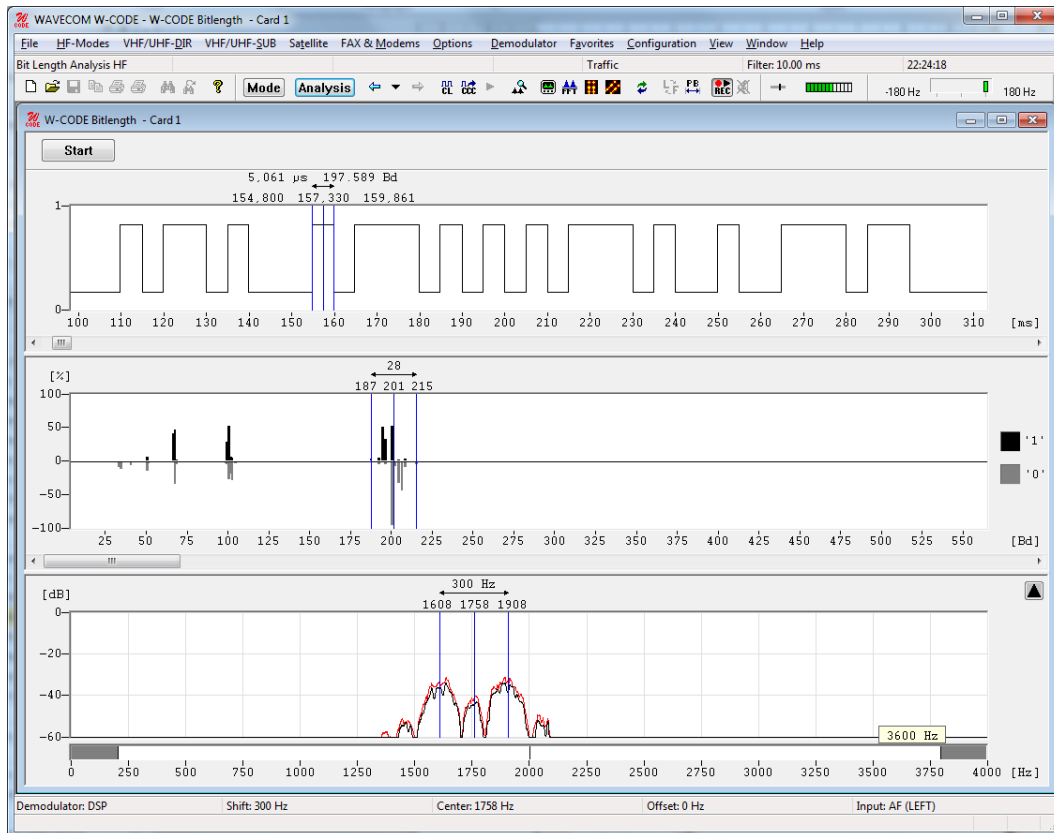 WAVECOM W-CODE - W-CODE Bitlength - Card 1
File HF-Modes VHF/UHF-DIR VHF/UHF-SUB Satellite FAX & Modems Options Demodulator Favorites Configuration View Window Help
Bit Length Analysis HF Traffic Filter: 10.00 ms 22:24:18
Mode Analysis CL CCC PB REC -180 Hz 180 Hz
W-CODE Bitlength - Card 1
Start
5,061 µs 197.589 Bd
154,800 157,330 159,861
1
0
100 110 120 130 140 150 160 170 180 190 200 210 220 230 240 250 260 270 280 290 300 310 [ms]
28
[%] 187 201 215
100
50
0
-50
-100
'1'
'0'
25 50 75 100 125 150 175 200 225 250 275 300 325 350 375 400 425 450 475 500 525 550 [Bd]
300 Hz
[dB] 1608 1758 1908
0
-20
-40
-60
3600 Hz
0 250 500 750 1000 1250 1500 1750 2000 2250 2500 2750 3000 3250 3500 3750 4000 [Hz]
Demodulator: DSP Shift: 300 Hz Center: 1758 Hz Offset: 0 Hz Input: AF (LEFT)